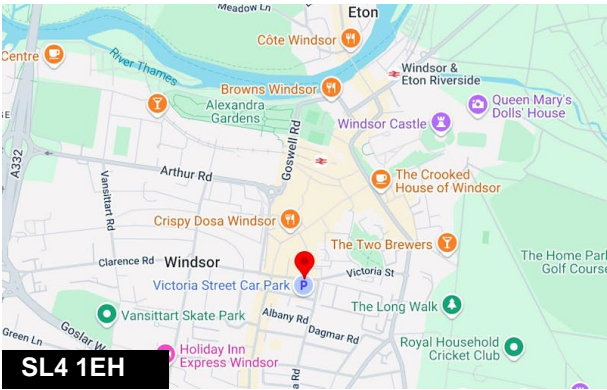 Meadow Ln
Eton
Côte Windsor
Centre
River Thames
Windsor &
Eton Riverside
Browns Windsor
Alexandra
Gardens
Queen Mary's
Dolls' House
Windsor Castle
Goswell Rd
A332
Arthur Rd
Vansittart Rd
The Crooked
House of Windsor
Crispy Dosa Windsor
The Two Brewers
The Home Par
Golf Course
Clarence Rd
Windsor
Victoria St
Victoria Street Car Park
P
The Long Walk
Vansittart Skate Park
Albany Rd
Dagmar Rd
Goslar W
Green Ln
Royal Household
Cricket Club
Holiday Inn
Express Windsor
a Rd
SL4 1EH